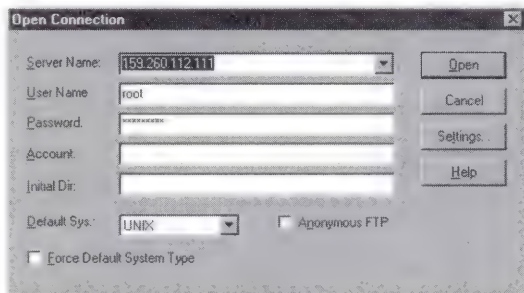 Open Connection
Server Name: 159.260.112.111
Open
User Name root
Cancel
Password. xxxxxxxxx
Settings...
Account:
Help
Initial Dir:
Default Sys.: UNIX
Anonymous FTP
Force Default System Type